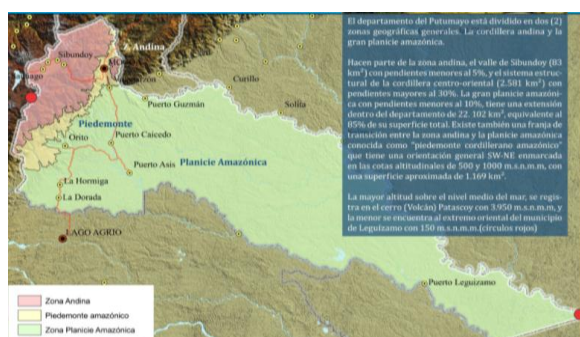 El departamento del Putumayo está dividido en dos (2)
zonas geográficas generales. La cordillera andina y la
gran planicie amazónica.
Hacen parte de la zona andina, el valle de Sibundoy (83
km²) con pendientes menores al 5%, y el sistema estruc-
tural de la cordillera centro-oriental (2.581 km²) con
pendientes mayores al 30%. La gran planicie amazóni-
ca con pendientes menores al 10%, tiene una extensión
dentro del departamento de 22. 102 km², equivalente al
85% de su superficie total. Existe también una franja de
transición entre la zona andina y la planicie amazónica
conocida como "piedemonte cordillerano amazónico"
que tiene una orientación general SW-NE enmarcada
en las cotas altitudinales de 500 y 1000 m.s.n.m.m, con
una superficie aproximada de 1.169 km².
La mayor altitud sobre el nivel medio del mar, se regis-
tra en el cerro (Volcán) Patascoy con 3.950 m.s.n.m.m, y
la menor se encuentra al extremo oriental del municipio
de Leguízamo con 150 m.s.n.m.m.(círculos rojos)
Z. Andina
Sibundoy
Curillo
Puerto Guzmán
Solita
Piedemonte
Orito
Puerto Caicedo
Planicie Amazónica
Puerto Asis
La Hormiga
La Dorada
LAGO AGRIO
Puerto Leguizamo
Zona Andina
Piedemonte amazónico
Zona Planicie Amazónica